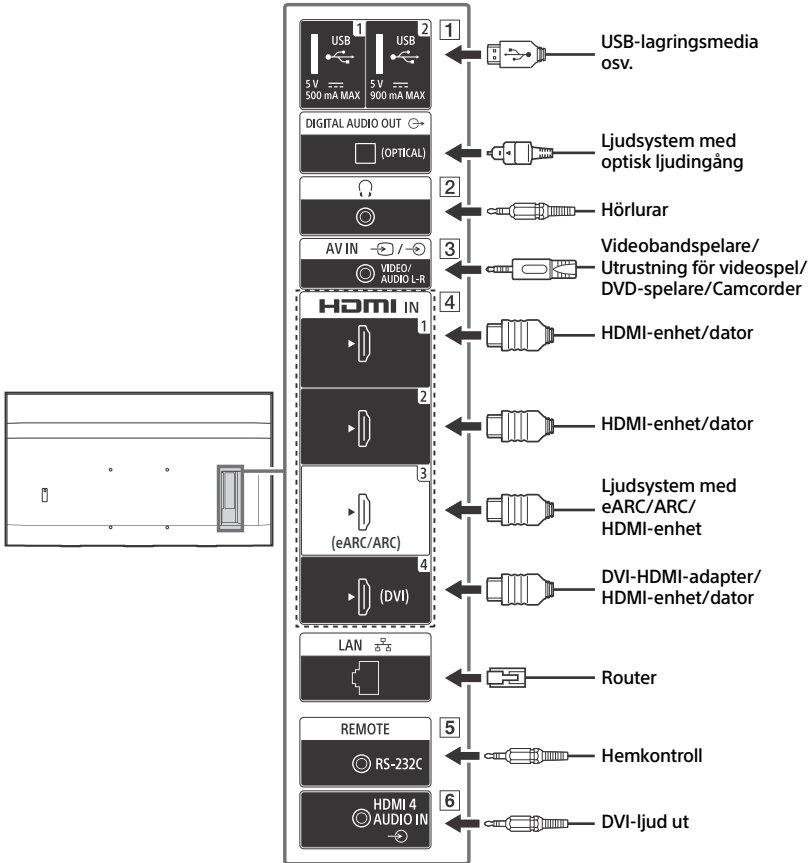 1
USB
5 V
500 mA MAX
2
USB
5 V
900 mA MAX
1
USB-lagringsmedia
osv.
DIGITAL AUDIO OUT
(OPTICAL)
Ljudsystem med
optisk ljudingång
2
Hörlurar
AV IN
/
3
VIDEO/
AUDIO L-R
Videobandspelare/
Utrustning för videospel/
DVD-spelare/Camcorder
HDMI IN
4
1
HDMI-enhet/dator
2
HDMI-enhet/dator
3
(eARC/ARC)
Ljudsystem med
eARC/ARC/
HDMI-enhet
4
(DVI)
DVI-HDMI-adapter/
HDMI-enhet/dator
LAN
Router
REMOTE
5
RS-232C
Hemkontroll
HDMI 4
AUDIO IN
6
DVI-ljud ut